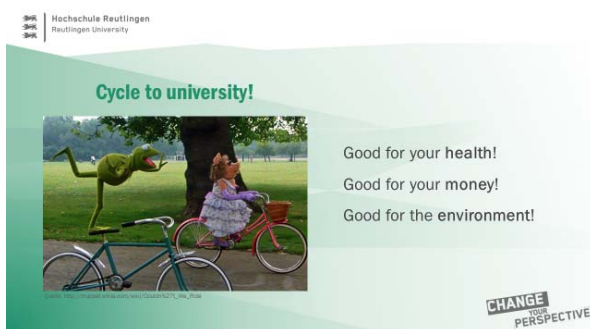 Hochschule Reutlingen
Reutlingen University
Cycle to university!
Good for your health!
Good for your money!
Good for the environment!
CHANGE
YOUR
PERSPECTIVE